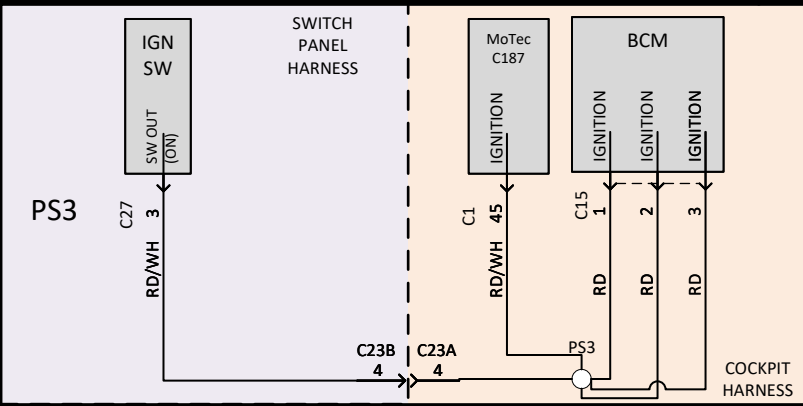 SWITCH
PANEL
HARNESS
IGN
SW
SW OUT
(ON)
C27
3
RD/WH
PS3
C23B
4
C23A
4
MoTec
C187
IGNITION
C1
45
RD/WH
BCM
IGNITION
IGNITION
IGNITION
C15
1
2
3
RD
RD
RD
PS3
COCKPIT
HARNESS